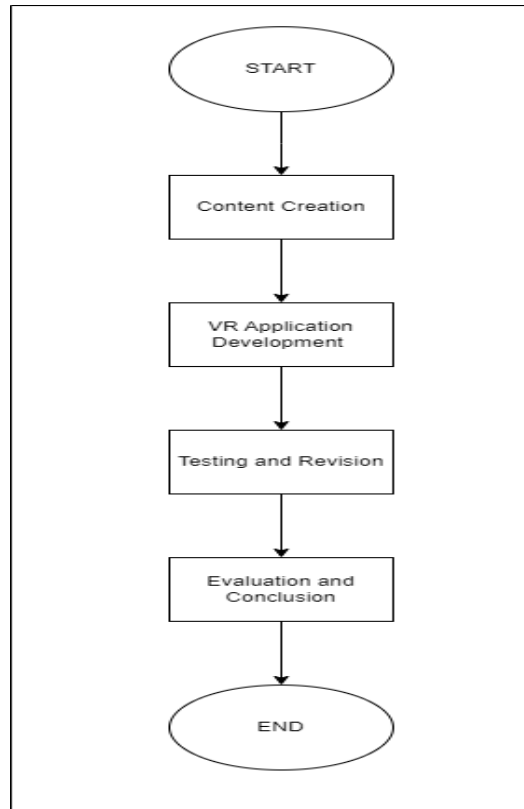 START
Content Creation
VR Application
Development
Testing and Revision
Evaluation and
Conclusion
END